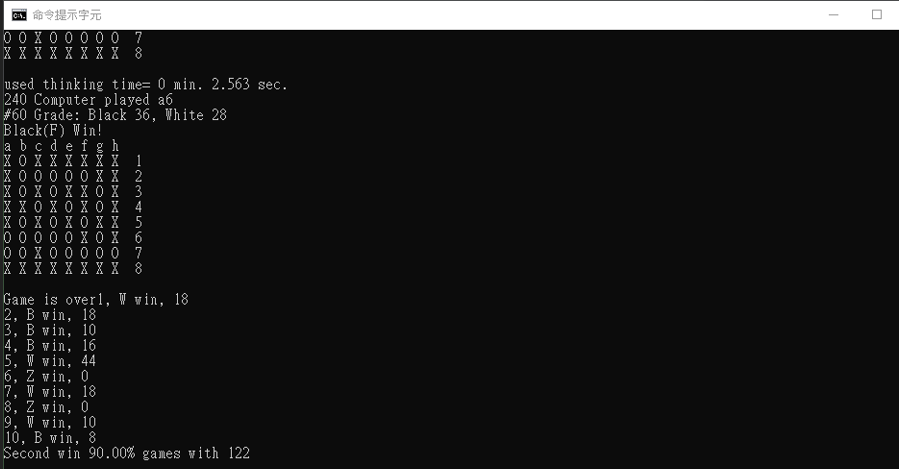 命令提示字元
O O X O O O O O 7
X X X X X X X X 8
used thinking time= 0 min. 2.563 sec.
240 Computer played a6
#60 Grade: Black 36, White 28
Black(F) Win!
a b c d e f g h
X O X X X X X X 1
X O O O O O X X 2
X O X O X X O X 3
X X O X O X O X 4
X O X O X O X X 5
O O O O O X O X 6
O O X O O O O O 7
X X X X X X X X 8
Game is over1, W win, 18
2, B win, 18
3, B win, 10
4, B win, 16
5, W win, 44
6, Z win, 0
7, W win, 18
8, Z win, 0
9, W win, 10
10, B win, 8
Second win 90.00% games with 122